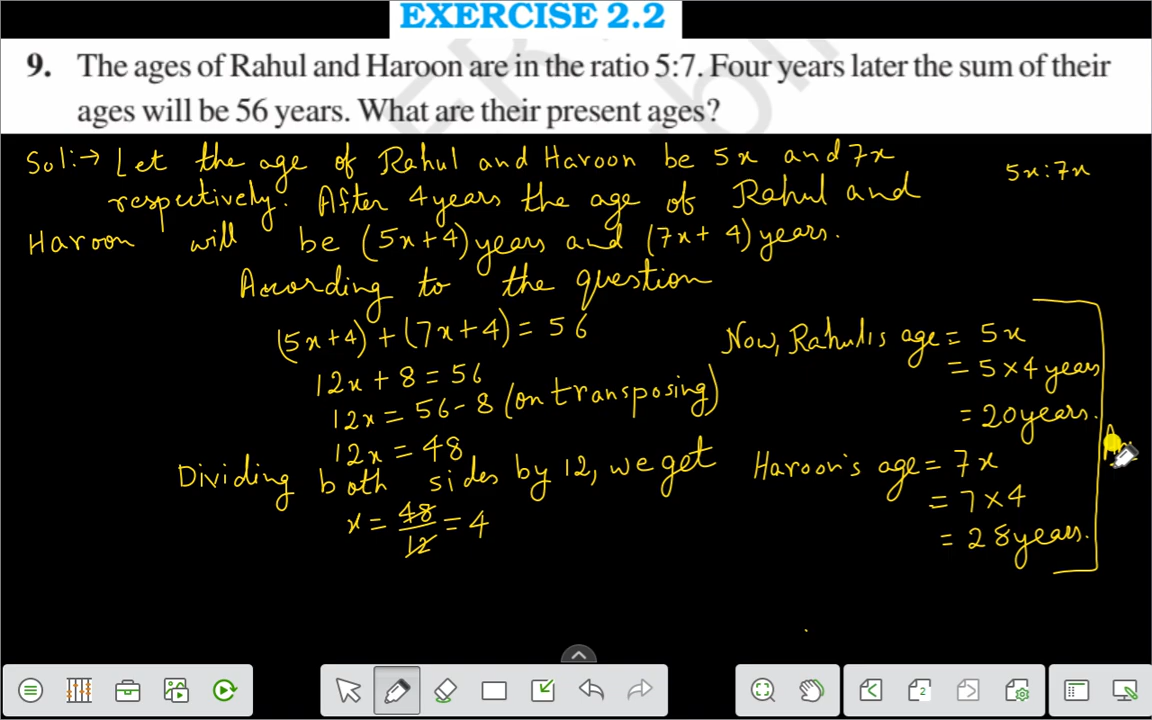 EXERCISE 2.2
9. The ages of Rahul and Haroon are in the ratio 5:7. Four years later the sum of their
ages will be 56 years. What are their present ages?
Sol:→ Let the age of Rahul and Haroon be 5x and 7x
5x:7x
respectively. After 4 years the age of Rahul and
Haroon will be (5x+4) years and (7x+4) years.
According to the question
(5x+4)+(7x+4)=56
12x+8=56
12x=56-8 (on transposing)
12x=48
Dividing both sides by 12, we get
x=48/12=4
Now, Rahul's age = 5x
= 5×4 years
= 20 years.
Haroon's age = 7x
= 7×4
= 28 years.
2